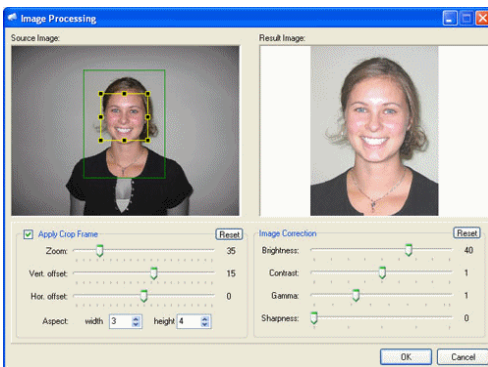 Image Processing
Source Image:
Result Image:
Apply Crop Frame
Reset
Zoom:
35
Vert. offset:
15
Hor. offset:
0
Aspect:
width
3
height
4
Image Correction
Reset
Brightness:
40
Contrast:
1
Gamma:
1
Sharpness:
0
OK
Cancel